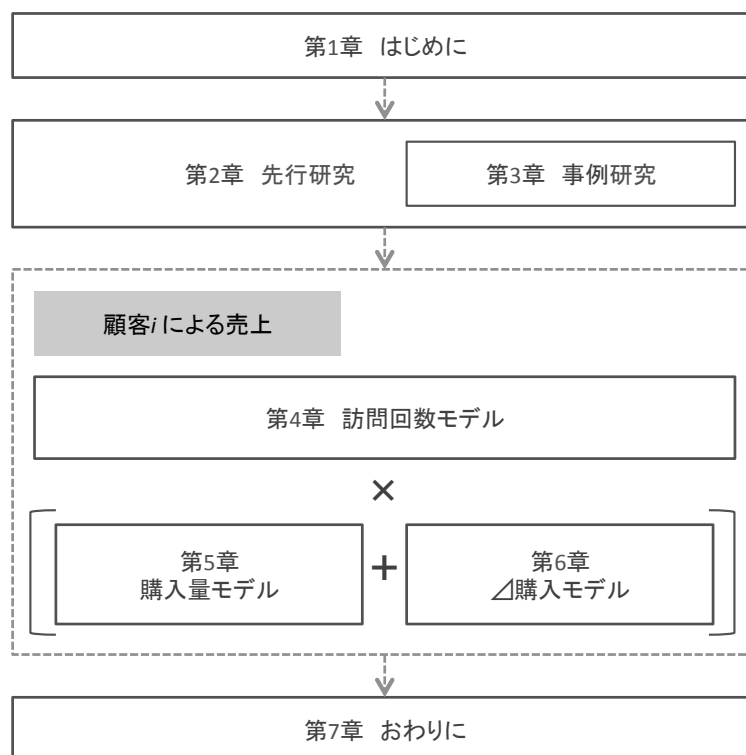 第1章 はじめに
第2章 先行研究
第3章 事例研究
顧客i による売上
第4章 訪問回数モデル
×
第5章
購入量モデル
+
第6章
⊿購入モデル
第7章 おわりに